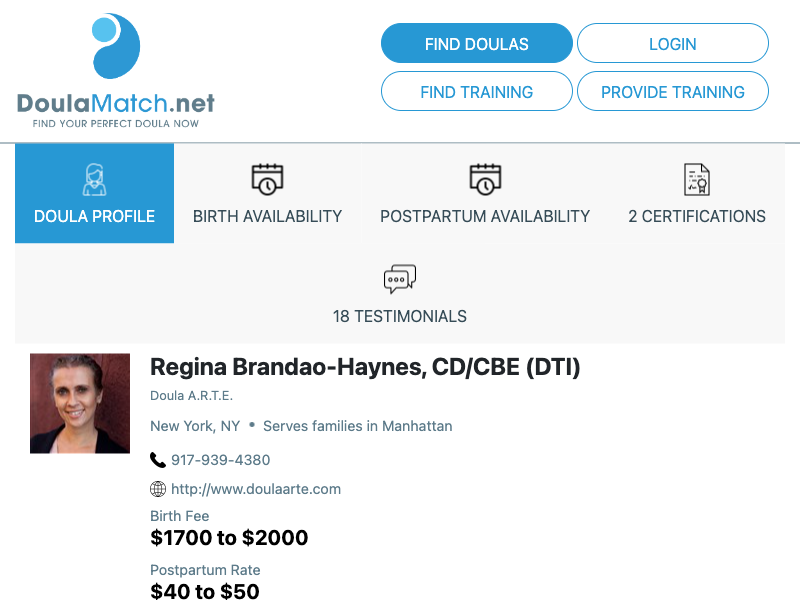 DoulaMatch.net
FIND YOUR PERFECT DOULA NOW
FIND DOULAS
LOGIN
FIND TRAINING
PROVIDE TRAINING
DOULA PROFILE
BIRTH AVAILABILITY
POSTPARTUM AVAILABILITY
2 CERTIFICATIONS
18 TESTIMONIALS
Regina Brandao-Haynes, CD/CBE (DTI)
Doula A.R.T.E.
New York, NY • Serves families in Manhattan
917-939-4380
http://www.doulaarte.com
Birth Fee
$1700 to $2000
Postpartum Rate
$40 to $50